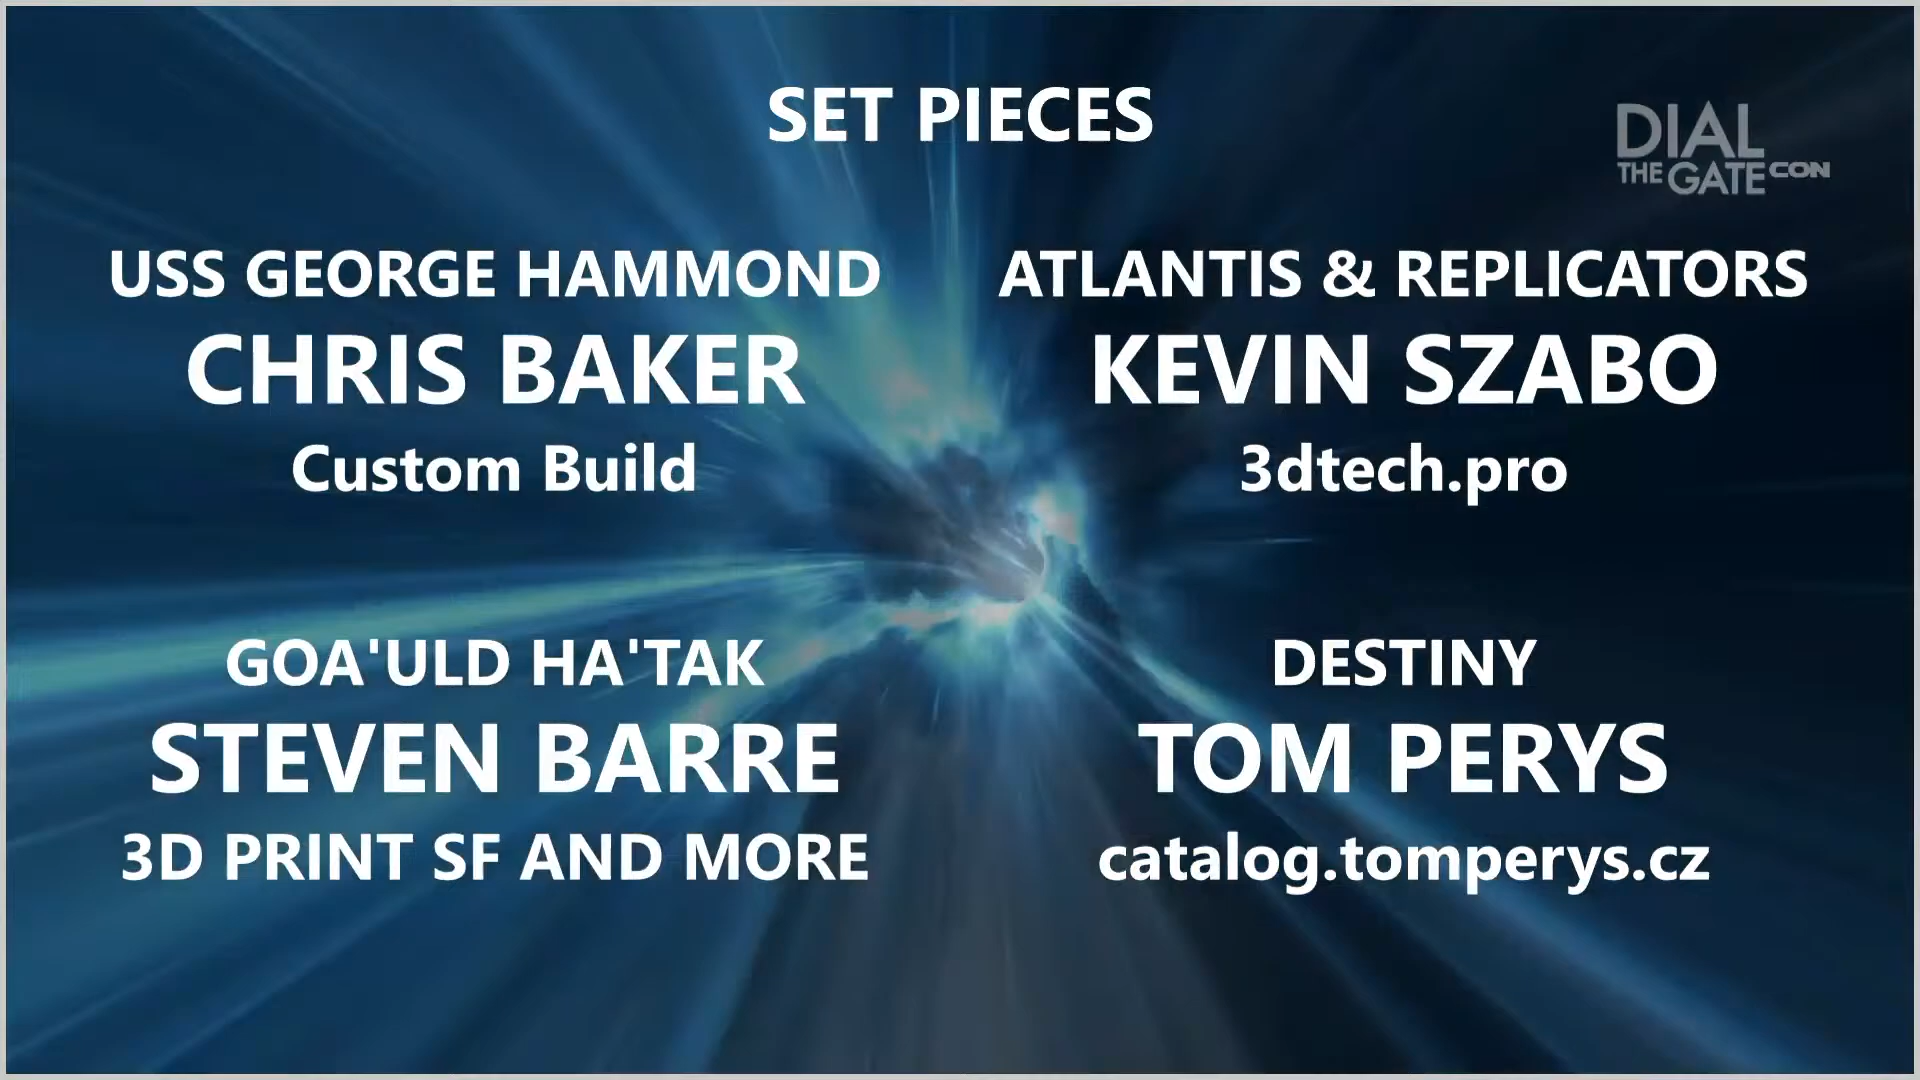 SET PIECES
DIAL
THE GATE CON
USS GEORGE HAMMOND
CHRIS BAKER
Custom Build
ATLANTIS & REPLICATORS
KEVIN SZABO
3dtech.pro
GOA'ULD HA'TAK
STEVEN BARRE
3D PRINT SF AND MORE
DESTINY
TOM PERYS
catalog.tomperys.cz